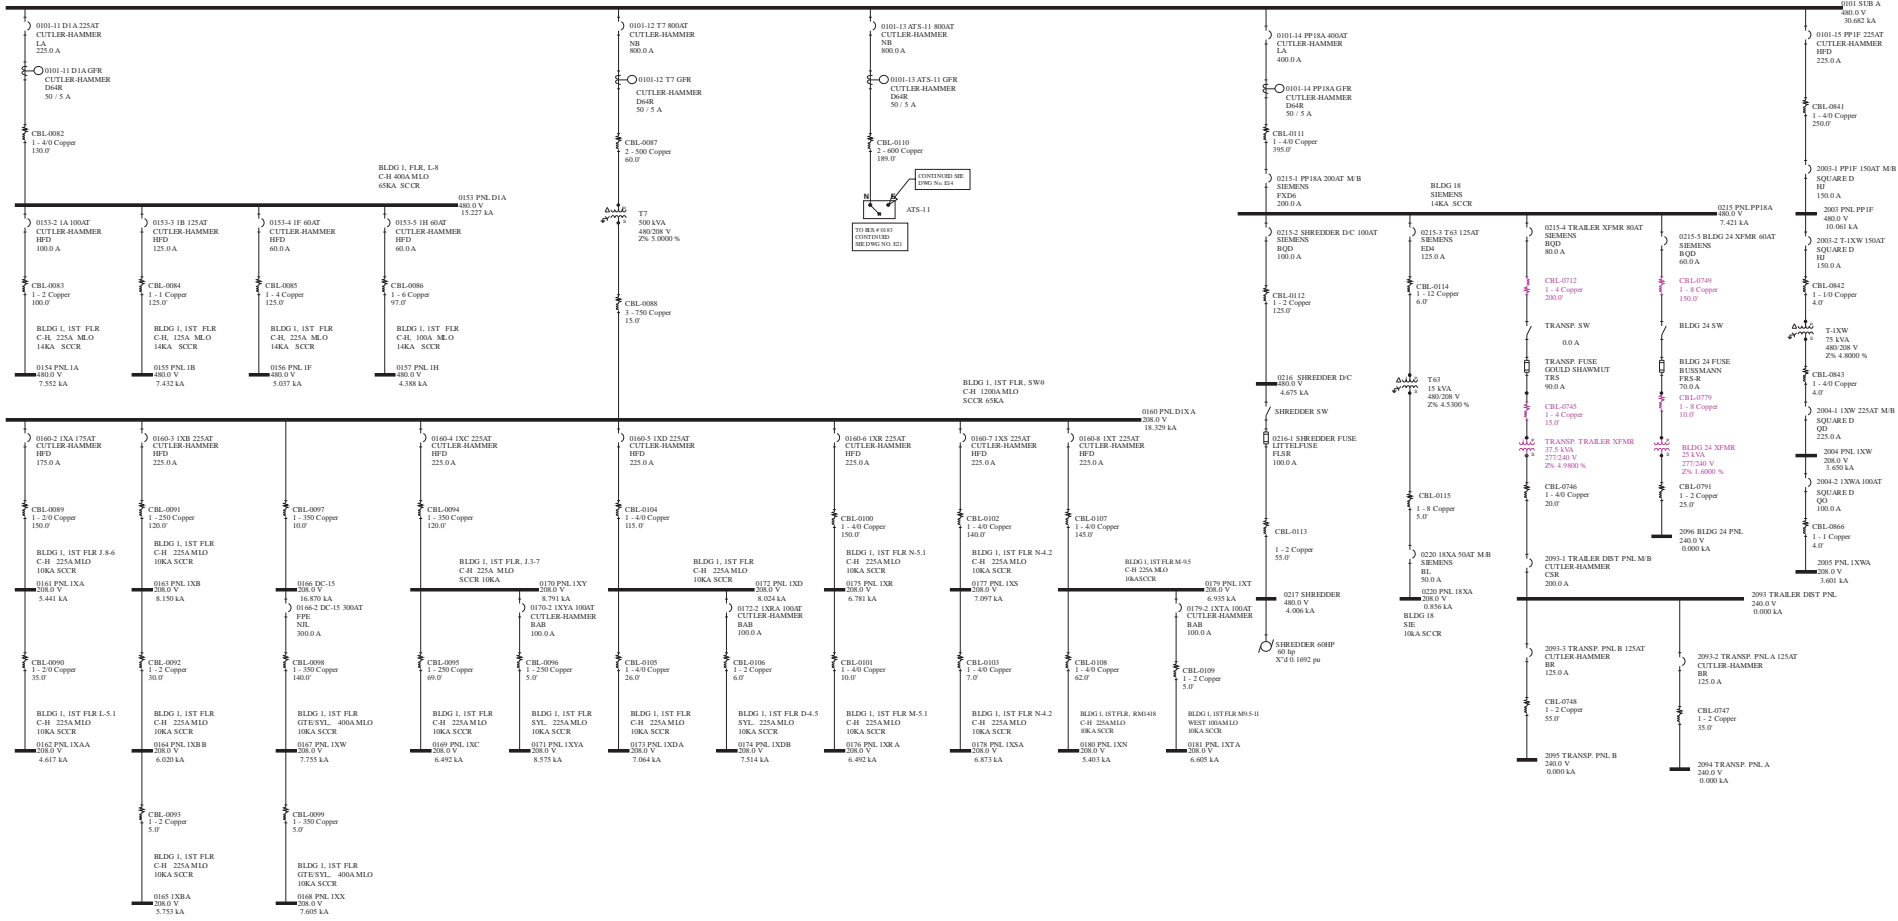 0101 SUB A
480.0 V
30.682 kA
0101-11 D1A 225AT
CUTLER-HAMMER
LA
225.0 A
0101-11 D1A GFR
CUTLER-HAMMER
D64R
50 / 5 A
CBL-0082
1 - 4/0 Copper
130.0'
0101-12 T7 800AT
CUTLER-HAMMER
NB
800.0 A
0101-12 T7 GFR
CUTLER-HAMMER
D64R
50 / 5 A
CBL-0087
2 - 500 Copper
60.0'
T7
500 kVA
480/208 V
Z% 5.0000 %
CBL-0088
3 - 750 Copper
15.0'
0101-13 ATS-11 800AT
CUTLER-HAMMER
NB
800.0 A
0101-13 ATS-11 GFR
CUTLER-HAMMER
D64R
50 / 5 A
CBL-0110
2 - 600 Copper
189.0'
CONTINUED SEE
DWG No. E14
N
E
ATS-11
TO BUS # 0183
CONTINUED
SEE DWG NO. E21
0101-14 PP18A 400AT
CUTLER-HAMMER
LA
400.0 A
0101-14 PP18A GFR
CUTLER-HAMMER
D64R
50 / 5 A
CBL-0111
1 - 4/0 Copper
395.0'
0215-1 PP18A 200AT M/B
SIEMENS
FXD6
200.0 A
0101-15 PP1F 225AT
CUTLER-HAMMER
HFD
225.0 A
CBL-0841
1 - 4/0 Copper
250.0'
2003-1 PP1F 150AT M/B
SQUARE D
HJ
150.0 A
2003 PNL PP1F
480.0 V
10.061 kA
2003-2 T-1XW 150AT
SQUARE D
HJ
150.0 A
CBL-0842
1 - 1/0 Copper
4.0'
T-1XW
75 kVA
480/208 V
Z% 4.8000 %
CBL-0843
1 - 4/0 Copper
4.0'
2004-1 1XW 225AT M/B
SQUARE D
QD
225.0 A
2004 PNL 1XW
208.0 V
3.650 kA
2004-2 1XWA 100AT
SQUARE D
QO
100.0 A
CBL-0866
1 - 1 Copper
4.0'
2005 PNL 1XWA
208.0 V
3.601 kA
BLDG 1, FLR, L-8
C-H 400A MLO
65KA SCCR
0153 PNL D1A
480.0 V
15.227 kA
0153-2 1A 100AT
CUTLER-HAMMER
HFD
100.0 A
CBL-0083
1 - 2 Copper
100.0'
BLDG 1, 1ST FLR
C-H, 225A MLO
14KA SCCR
0154 PNL 1A
480.0 V
7.552 kA
0153-3 1B 125AT
CUTLER-HAMMER
HFD
125.0 A
CBL-0084
1 - 1 Copper
125.0'
BLDG 1, 1ST FLR
C-H, 125A MLO
14KA SCCR
0155 PNL 1B
480.0 V
7.432 kA
0153-4 1F 60AT
CUTLER-HAMMER
HFD
60.0 A
CBL-0085
1 - 4 Copper
125.0'
BLDG 1, 1ST FLR
C-H, 225A MLO
14KA SCCR
0156 PNL 1F
480.0 V
5.037 kA
0153-5 1H 60AT
CUTLER-HAMMER
HFD
60.0 A
CBL-0086
1 - 6 Copper
97.0'
BLDG 1, 1ST FLR
C-H, 100A MLO
14KA SCCR
0157 PNL 1H
480.0 V
4.388 kA
BLDG 18
SIEMENS
14KA SCCR
0215 PNL PP18A
480.0 V
7.421 kA
0215-2 SHREDDER D/C 100AT
SIEMENS
BQD
100.0 A
CBL-0112
1 - 2 Copper
125.0'
0216 SHREDDER D/C
480.0 V
4.675 kA
SHREDDER SW
0216-1 SHREDDER FUSE
LITTELFUSE
FLSR
100.0 A
CBL-0113
1 - 2 Copper
55.0'
0217 SHREDDER
480.0 V
4.006 kA
SHREDDER 60HP
60 hp
X"d 0.1692 pu
0215-3 T63 125AT
SIEMENS
ED4
125.0 A
CBL-0114
1 - 12 Copper
6.0'
T63
15 kVA
480/208 V
Z% 4.5300 %
CBL-0115
1 - 8 Copper
5.0'
0220 18XA 50AT M/B
SIEMENS
BL
50.0 A
0220 PNL 18XA
208.0 V
0.856 kA
BLDG 18
SIE
10kA SCCR
0215-4 TRAILER XFMR 80AT
SIEMENS
BQD
80.0 A
CBL-0712
1 - 4 Copper
200.0'
TRANSP. SW
0.0 A
TRANSP. FUSE
GOULD SHAWMUT
TRS
90.0 A
CBL-0745
1 - 4 Copper
15.0'
TRANSP. TRAILER XFMR
37.5 kVA
277/240 V
Z% 4.9800 %
CBL-0746
1 - 4/0 Copper
20.0'
2093-1 TRAILER DIST PNL M/B
CUTLER-HAMMER
CSR
200.0 A
0215-5 BLDG 24 XFMR 60AT
SIEMENS
BQD
60.0 A
CBL-0749
1 - 8 Copper
150.0'
BLDG 24 SW
BLDG 24 FUSE
BUSSMANN
FRS-R
70.0 A
CBL-0779
1 - 8 Copper
10.0'
BLDG 24 XFMR
25 kVA
277/240 V
Z% 1.6000 %
CBL-0791
1 - 2 Copper
25.0'
2096 BLDG 24 PNL
240.0 V
0.000 kA
2093 TRAILER DIST PNL
240.0 V
0.000 kA
2093-3 TRANSP. PNL B 125AT
CUTLER-HAMMER
BR
125.0 A
CBL-0748
1 - 2 Copper
55.0'
2095 TRANSP. PNL B
240.0 V
0.000 kA
2093-2 TRANSP. PNL A 125AT
CUTLER-HAMMER
BR
125.0 A
CBL-0747
1 - 2 Copper
35.0'
2094 TRANSP. PNL A
240.0 V
0.000 kA
BLDG 1, 1ST FLR, SW9
C-H 1200A MLO
SCCR 65KA
0160 PNL D1XA
208.0 V
18.329 kA
0160-2 1XA 175AT
CUTLER-HAMMER
HFD
175.0 A
CBL-0089
1 - 2/0 Copper
150.0'
BLDG 1, 1ST FLR J.8-6
C-H 225A MLO
10KA SCCR
0161 PNL 1XA
208.0 V
5.441 kA
CBL-0090
1 - 2/0 Copper
35.0'
BLDG 1, 1ST FLR L-5.1
C-H 225A MLO
10KA SCCR
0162 PNL 1XAA
208.0 V
4.617 kA
0160-3 1XB 225AT
CUTLER-HAMMER
HFD
225.0 A
CBL-0091
1 - 250 Copper
120.0'
BLDG 1, 1ST FLR
C-H 225A MLO
10KA SCCR
0163 PNL 1XB
208.0 V
8.150 kA
CBL-0092
1 - 2 Copper
30.0'
BLDG 1, 1ST FLR
C-H 225A MLO
10KA SCCR
0164 PNL 1XBB
208.0 V
6.020 kA
CBL-0093
1 - 2 Copper
5.0'
BLDG 1, 1ST FLR
C-H 225A MLO
10KA SCCR
0165 1XBA
208.0 V
5.753 kA
CBL-0097
1 - 350 Copper
10.0'
0166 DC-15
208.0 V
16.870 kA
0166-2 DC-15 300AT
FPE
NJL
300.0 A
CBL-0098
1 - 350 Copper
140.0'
BLDG 1, 1ST FLR
GTE/SYL, 400A MLO
10KA SCCR
0167 PNL 1XW
208.0 V
7.755 kA
CBL-0099
1 - 350 Copper
5.0'
BLDG 1, 1ST FLR
GTE/SYL, 400A MLO
10KA SCCR
0168 PNL 1XX
208.0 V
7.605 kA
0160-4 1XC 225AT
CUTLER-HAMMER
HFD
225.0 A
CBL-0094
1 - 350 Copper
120.0'
BLDG 1, 1ST FLR, J.3-7
C-H 225A MLO
SCCR 10KA
0170 PNL 1XY
208.0 V
8.791 kA
0170-2 1XYA 100AT
CUTLER-HAMMER
BAB
100.0 A
CBL-0095
1 - 250 Copper
69.0'
BLDG 1, 1ST FLR
C-H 225A MLO
10KA SCCR
0169 PNL 1XC
208.0 V
6.492 kA
CBL-0096
1 - 250 Copper
5.0'
BLDG 1, 1ST FLR
SYL. 225A MLO
10KA SCCR
0171 PNL 1XYA
208.0 V
8.575 kA
0160-5 1XD 225AT
CUTLER-HAMMER
HFD
225.0 A
CBL-0104
1 - 4/0 Copper
115.0'
BLDG 1, 1ST FLR
C-H 225A MLO
10KA SCCR
0172 PNL 1XD
208.0 V
8.024 kA
0172-2 1XRA 100AT
CUTLER-HAMMER
BAB
100.0 A
CBL-0105
1 - 4/0 Copper
26.0'
BLDG 1, 1ST FLR
C-H 225A MLO
10KA SCCR
0173 PNL 1XDA
208.0 V
7.064 kA
CBL-0106
1 - 2 Copper
6.0'
BLDG 1, 1ST FLR D-4.5
SYL. 225A MLO
10KA SCCR
0174 PNL 1XDB
208.0 V
7.514 kA
0160-6 1XR 225AT
CUTLER-HAMMER
HFD
225.0 A
CBL-0100
1 - 4/0 Copper
150.0'
BLDG 1, 1ST FLR N-5.1
C-H 225A MLO
10KA SCCR
0175 PNL 1XR
208.0 V
6.781 kA
CBL-0101
1 - 4/0 Copper
10.0'
BLDG 1, 1ST FLR M-5.1
C-H 225A MLO
10KA SCCR
0176 PNL 1XRA
208.0 V
6.492 kA
0160-7 1XS 225AT
CUTLER-HAMMER
HFD
225.0 A
CBL-0102
1 - 4/0 Copper
140.0'
BLDG 1, 1ST FLR N-4.2
C-H 225A MLO
10KA SCCR
0177 PNL 1XS
208.0 V
7.097 kA
CBL-0103
1 - 4/0 Copper
7.0'
BLDG 1, 1ST FLR N-4.2
C-H 225A MLO
10KA SCCR
0178 PNL 1XSA
208.0 V
6.873 kA
0160-8 1XT 225AT
CUTLER-HAMMER
HFD
225.0 A
CBL-0107
1 - 4/0 Copper
145.0'
BLDG 1, 1ST FLR M-9.5
C-H 225A MLO
10kA SCCR
0179 PNL 1XT
208.0 V
6.935 kA
0179-2 1XTA 100AT
CUTLER-HAMMER
BAB
100.0 A
CBL-0108
1 - 4/0 Copper
62.0'
BLDG 1, 1ST FLR, RM1418
C-H 225A MLO
10KA SCCR
0180 PNL 1XN
208.0 V
5.403 kA
CBL-0109
1 - 2 Copper
5.0'
BLDG 1, 1ST FLR M9.5-11
WEST 100A MLO
10KA SCCR
0181 PNL 1XTA
208.0 V
6.605 kA